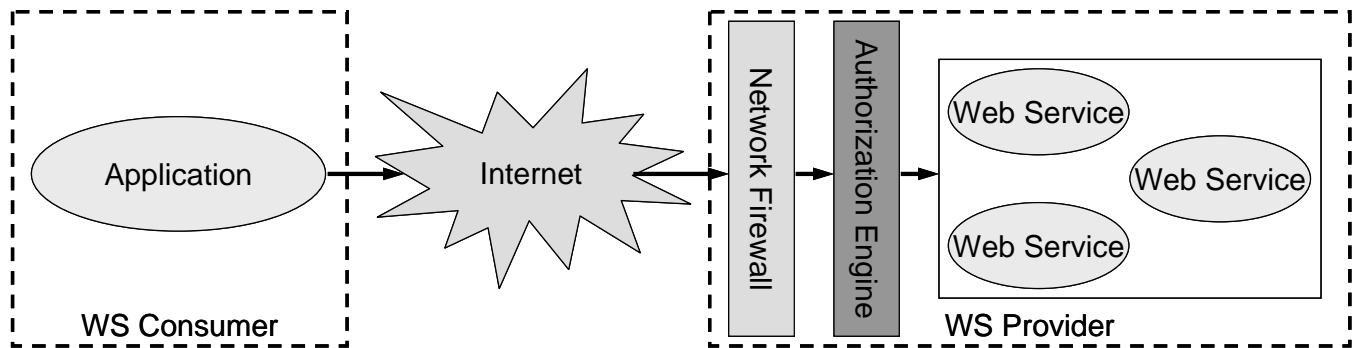 Application
WS Consumer
Internet
Network Firewall
Authorization Engine
Web Service
Web Service
Web Service
WS Provider